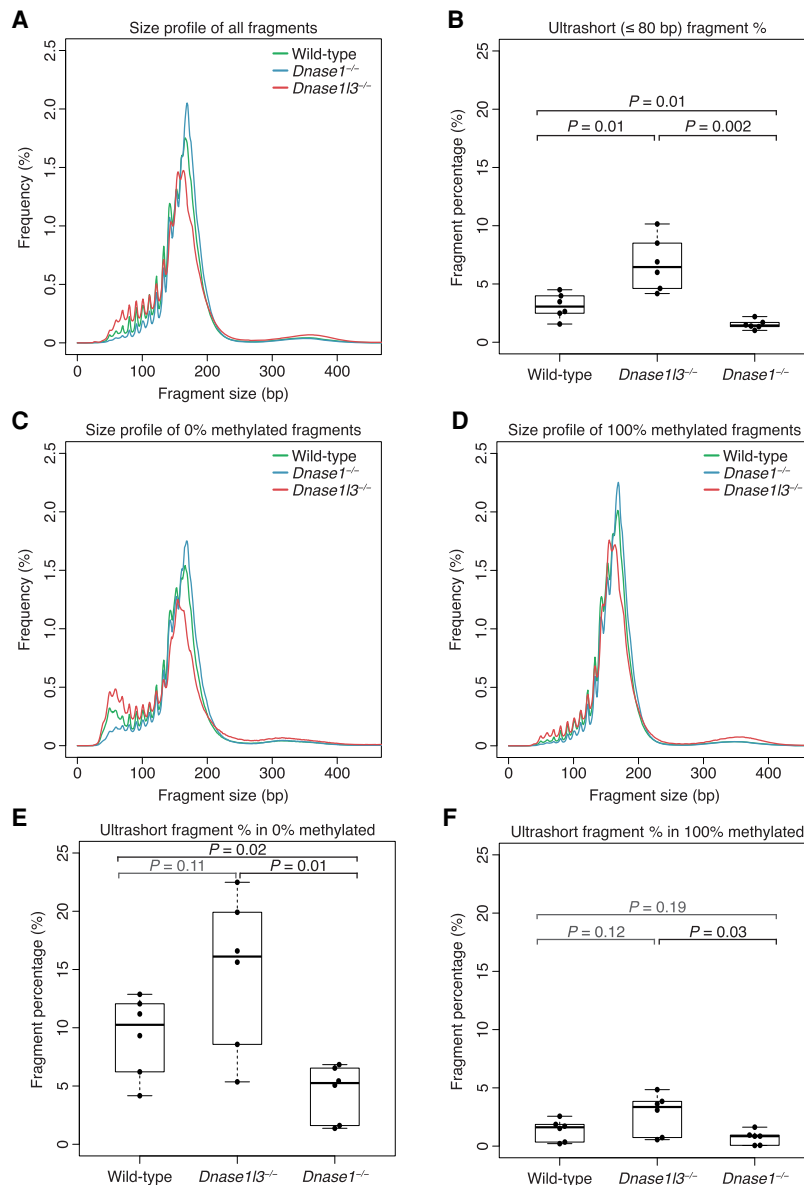 A
Size profile of all fragments
Wild-type
Dnase1⁻/⁻
Dnase1l3⁻/⁻
2.5
2.0
1.5
1.0
0.5
0
Frequency (%)
0 100 200 300 400
Fragment size (bp)
B
Ultrashort (≤ 80 bp) fragment %
25
20
15
10
5
0
Fragment percentage (%)
P = 0.01
P = 0.01 P = 0.002
Wild-type Dnase1l3⁻/⁻ Dnase1⁻/⁻
C
Size profile of 0% methylated fragments
Wild-type
Dnase1⁻/⁻
Dnase1l3⁻/⁻
2.5
2.0
1.5
1.0
0.5
0
Frequency (%)
0 100 200 300 400
Fragment size (bp)
D
Size profile of 100% methylated fragments
Wild-type
Dnase1⁻/⁻
Dnase1l3⁻/⁻
2.5
2.0
1.5
1.0
0.5
0
Frequency (%)
0 100 200 300 400
Fragment size (bp)
E
Ultrashort fragment % in 0% methylated
25
20
15
10
5
0
Fragment percentage (%)
P = 0.02
P = 0.11 P = 0.01
Wild-type Dnase1l3⁻/⁻ Dnase1⁻/⁻
F
Ultrashort fragment % in 100% methylated
25
20
15
10
5
0
Fragment percentage (%)
P = 0.19
P = 0.12 P = 0.03
Wild-type Dnase1l3⁻/⁻ Dnase1⁻/⁻